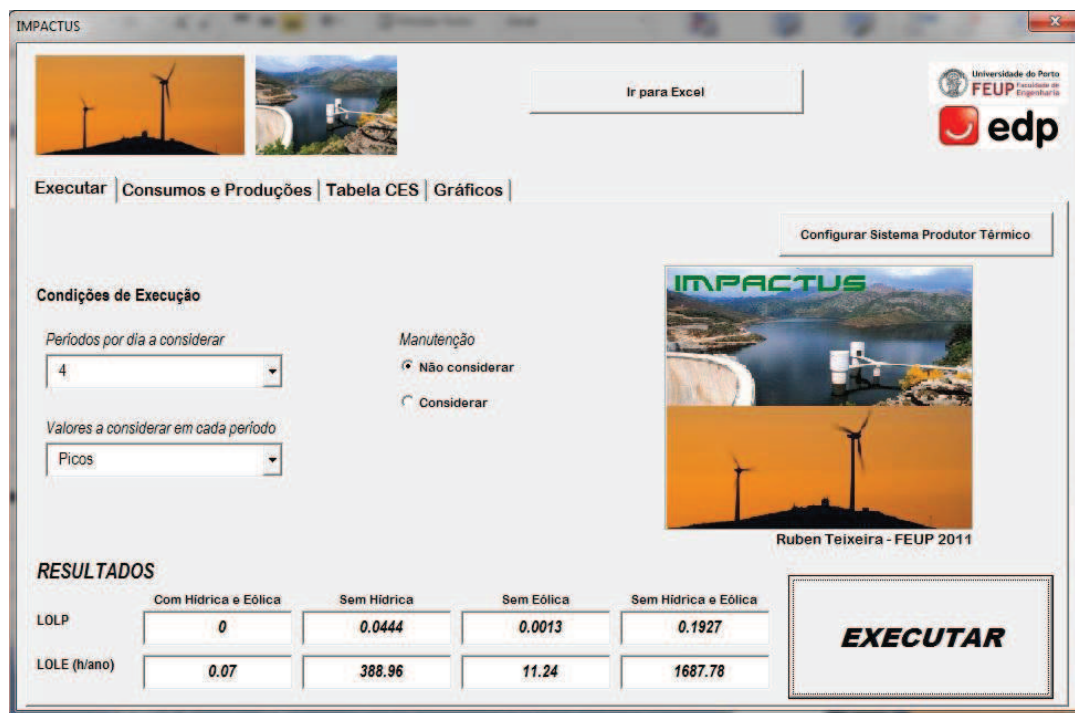 IMPACTUS
Ir para Excel
Universidade do Porto
FEUP Faculdade de Engenharia
edp
Executar
Consumos e Produções
Tabela CES
Gráficos
Configurar Sistema Produtor Térmico
IMPACTUS
Condições de Execução
Períodos por dia a considerar
4
Manutenção
Não considerar
Considerar
Valores a considerar em cada período
Picos
Ruben Teixeira - FEUP 2011
RESULTADOS
Com Hídrica e Eólica Sem Hídrica Sem Eólica Sem Hídrica e Eólica
LOLP 0 0.0444 0.0013 0.1927
LOLE (h/ano) 0.07 388.96 11.24 1687.78
EXECUTAR